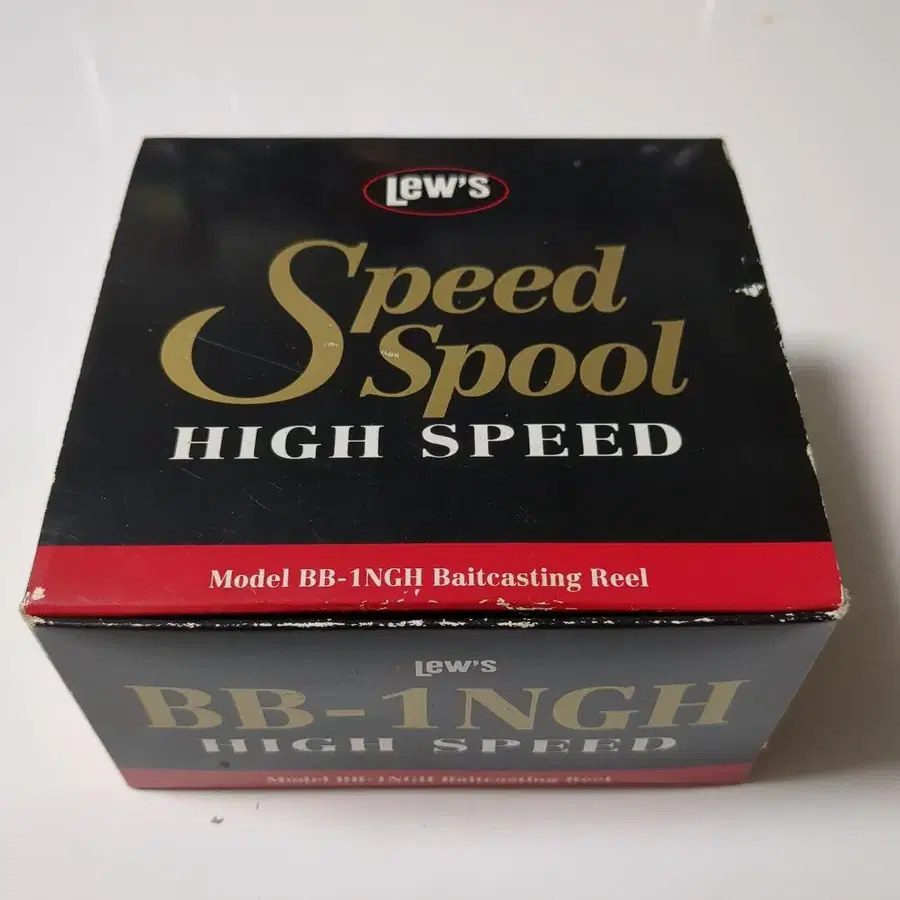 Lew's
Speed
Spool
HIGH SPEED
Model BB-1NGH Baitcasting Reel
Lew's
BB-1NGH
HIGH SPEED
Model BB-1NGH Baitcasting Reel